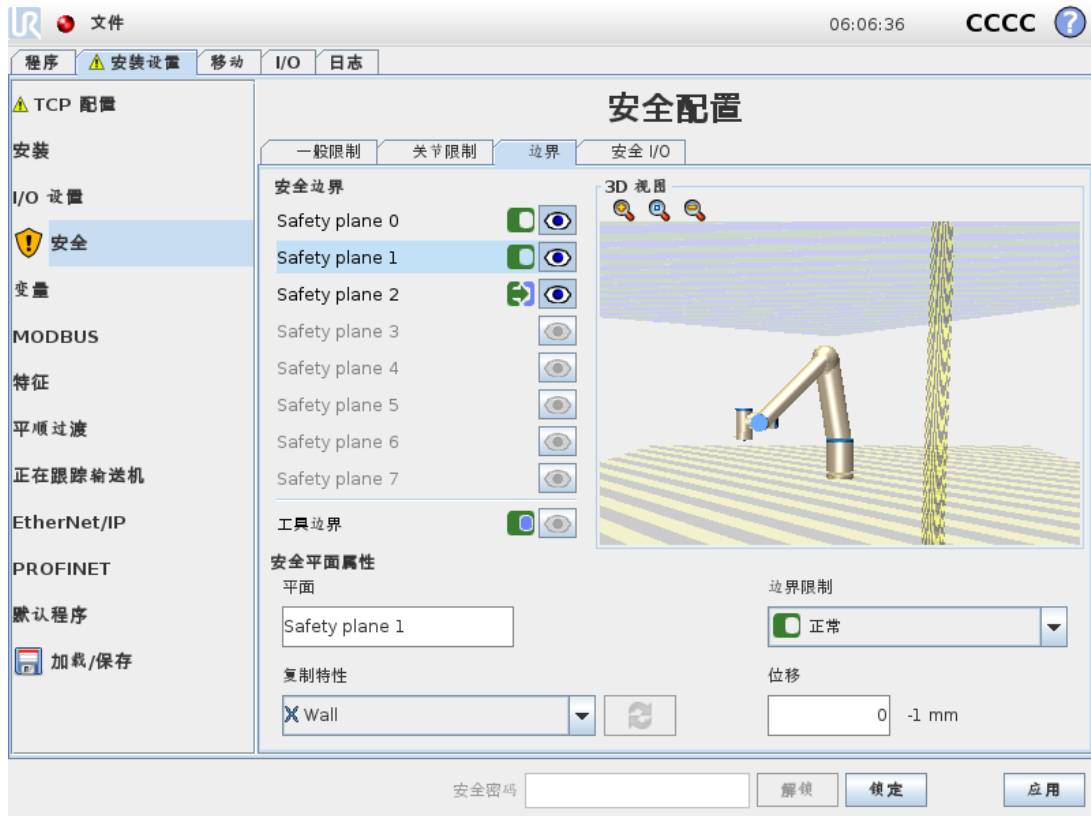 UR 文件 06:06:36 CCCC ?
程序 安装设置 移动 I/O 日志
TCP 配置
安装
I/O 设置
安全
变量
MODBUS
特征
平顺过渡
正在跟踪输送机
EtherNet/IP
PROFINET
默认程序
加载/保存
安全配置
一般限制 关节限制 边界 安全 I/O
安全边界
Safety plane 0
Safety plane 1
Safety plane 2
Safety plane 3
Safety plane 4
Safety plane 5
Safety plane 6
Safety plane 7
工具边界
3D 视图
安全平面属性
平面 边界限制
Safety plane 1 正常
复制特性 位移
Wall 0 -1 mm
安全密码 解锁 锁定 应用